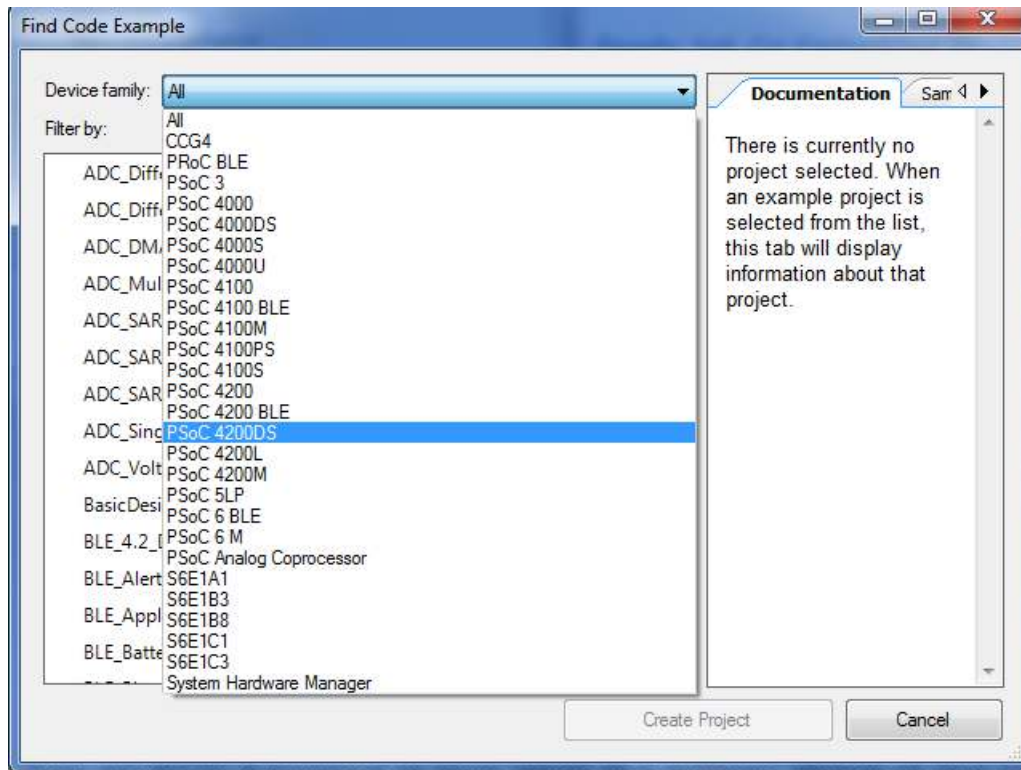 Find Code Example
Device family: All
Filter by:
All
CCG4
PRoC BLE
PSoC 3
PSoC 4000
PSoC 4000DS
PSoC 4000S
PSoC 4000U
PSoC 4100
PSoC 4100 BLE
PSoC 4100M
PSoC 4100PS
PSoC 4100S
PSoC 4200
PSoC 4200 BLE
PSoC 4200DS
PSoC 4200L
PSoC 4200M
PSoC 5LP
PSoC 6 BLE
PSoC 6 M
PSoC Analog Coprocessor
S6E1A1
S6E1B3
S6E1B8
S6E1C1
S6E1C3
System Hardware Manager
ADC_Diff
ADC_Diff
ADC_DM
ADC_Mul
ADC_SAR
ADC_SAR
ADC_SAR
ADC_Sing
ADC_Volt
BasicDesi
BLE_4.2_
BLE_Alert
BLE_Appl
BLE_Batte
Documentation
Sam
There is currently no
project selected. When
an example project is
selected from the list,
this tab will display
information about that
project.
Create Project
Cancel